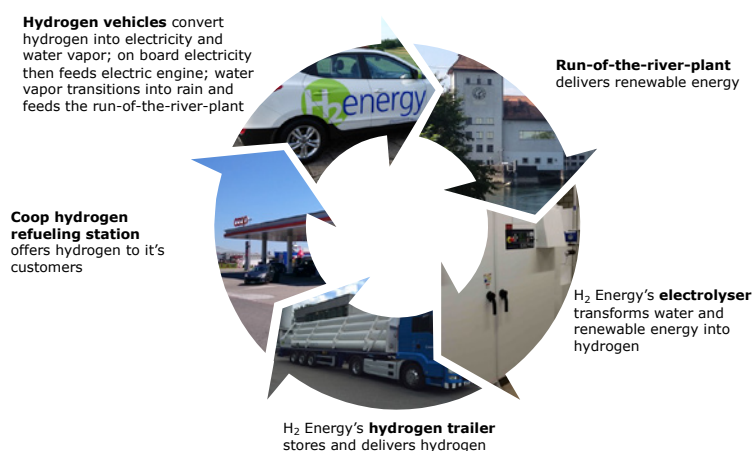 Hydrogen vehicles convert
hydrogen into electricity and
water vapor; on board electricity
then feeds electric engine; water
vapor transitions into rain and
feeds the run-of-the-river-plant
H2energy
Run-of-the-river-plant
delivers renewable energy
Coop hydrogen
refueling station
offers hydrogen to it's
customers
H₂ Energy's electrolyser
transforms water and
renewable energy into
hydrogen
H₂ Energy's hydrogen trailer
stores and delivers hydrogen